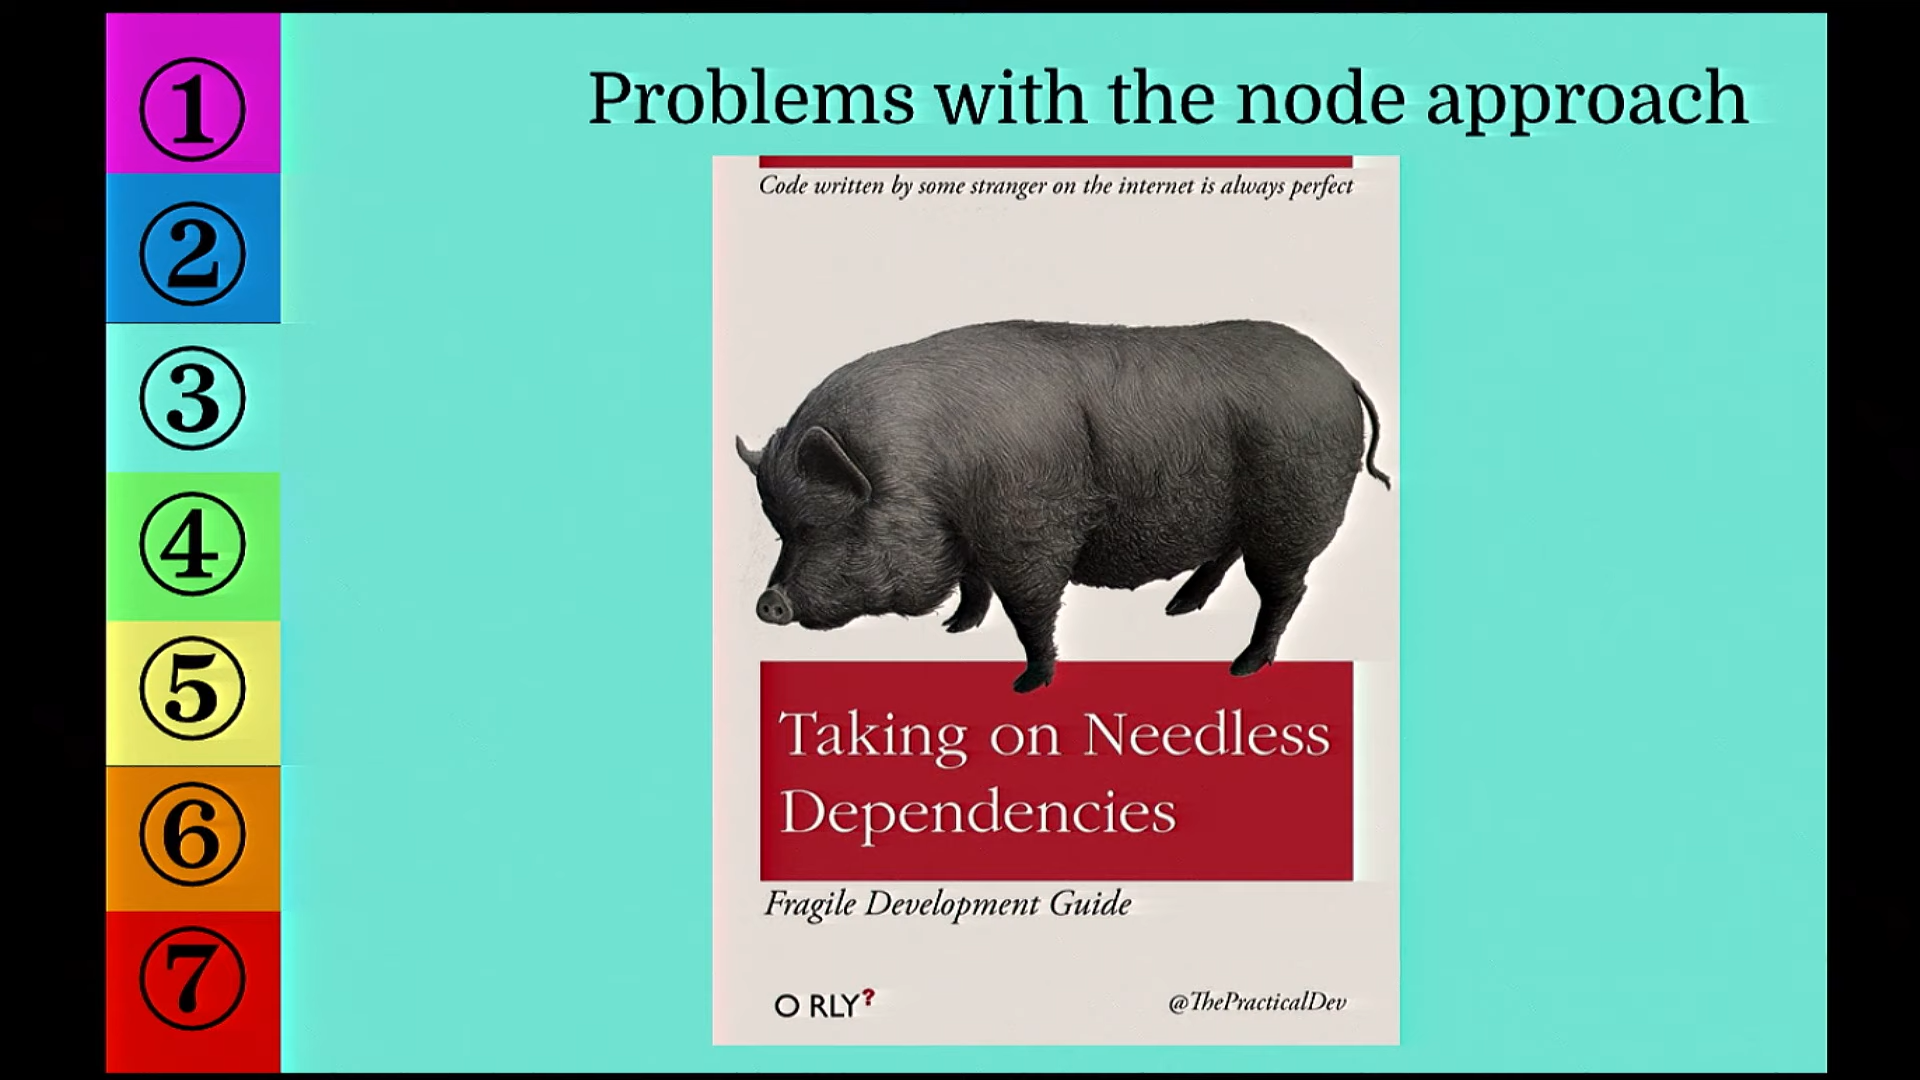 Problems with the node approach
1
2
3
4
5
6
7
Code written by some stranger on the internet is always perfect
Taking on Needless
Dependencies
Fragile Development Guide
O RLY?
@ThePracticalDev